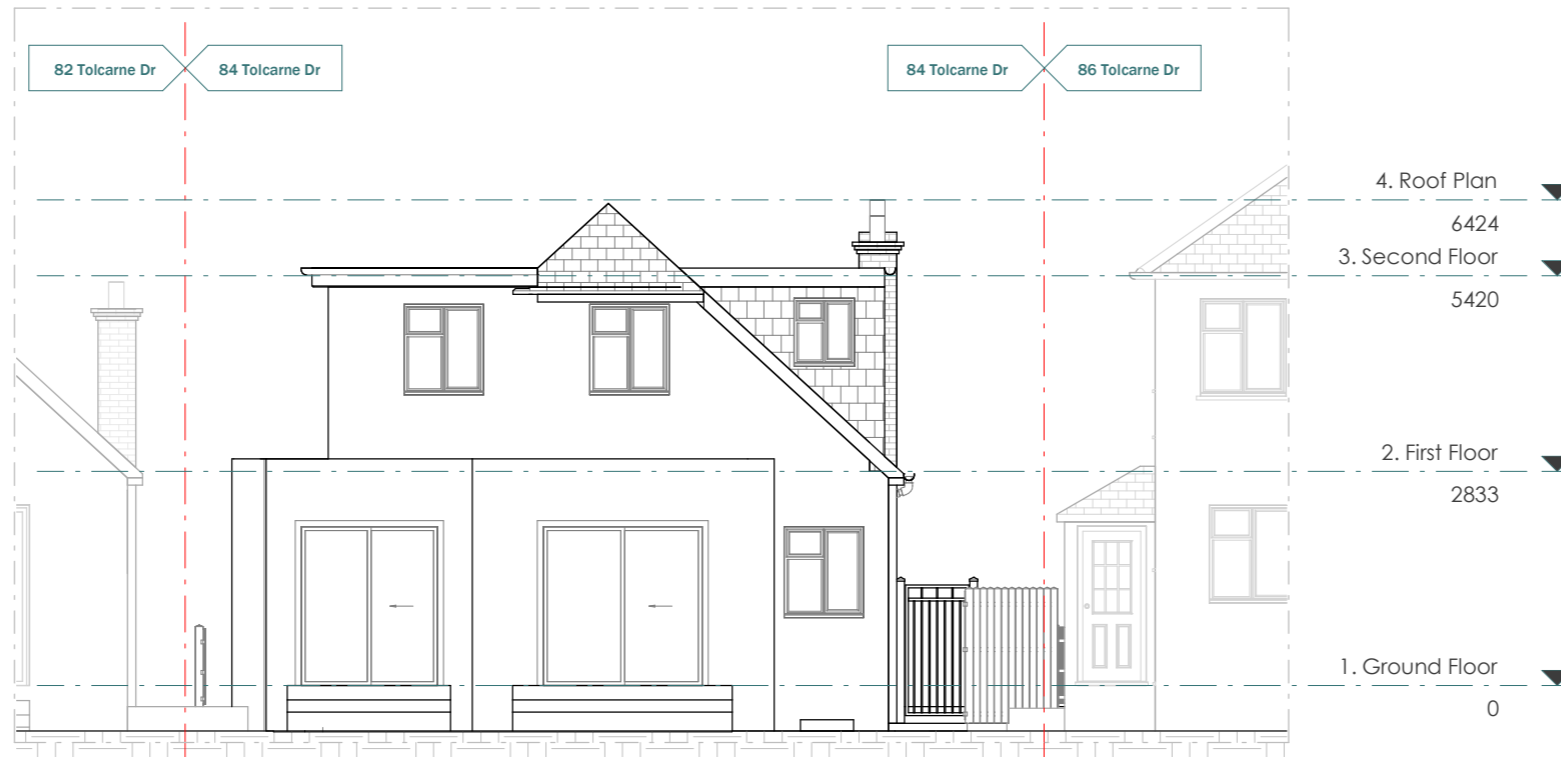 82 Tolcarne Dr
84 Tolcarne Dr
84 Tolcarne Dr
86 Tolcarne Dr
4. Roof Plan
6424
3. Second Floor
5420
2. First Floor
2833
1. Ground Floor
0